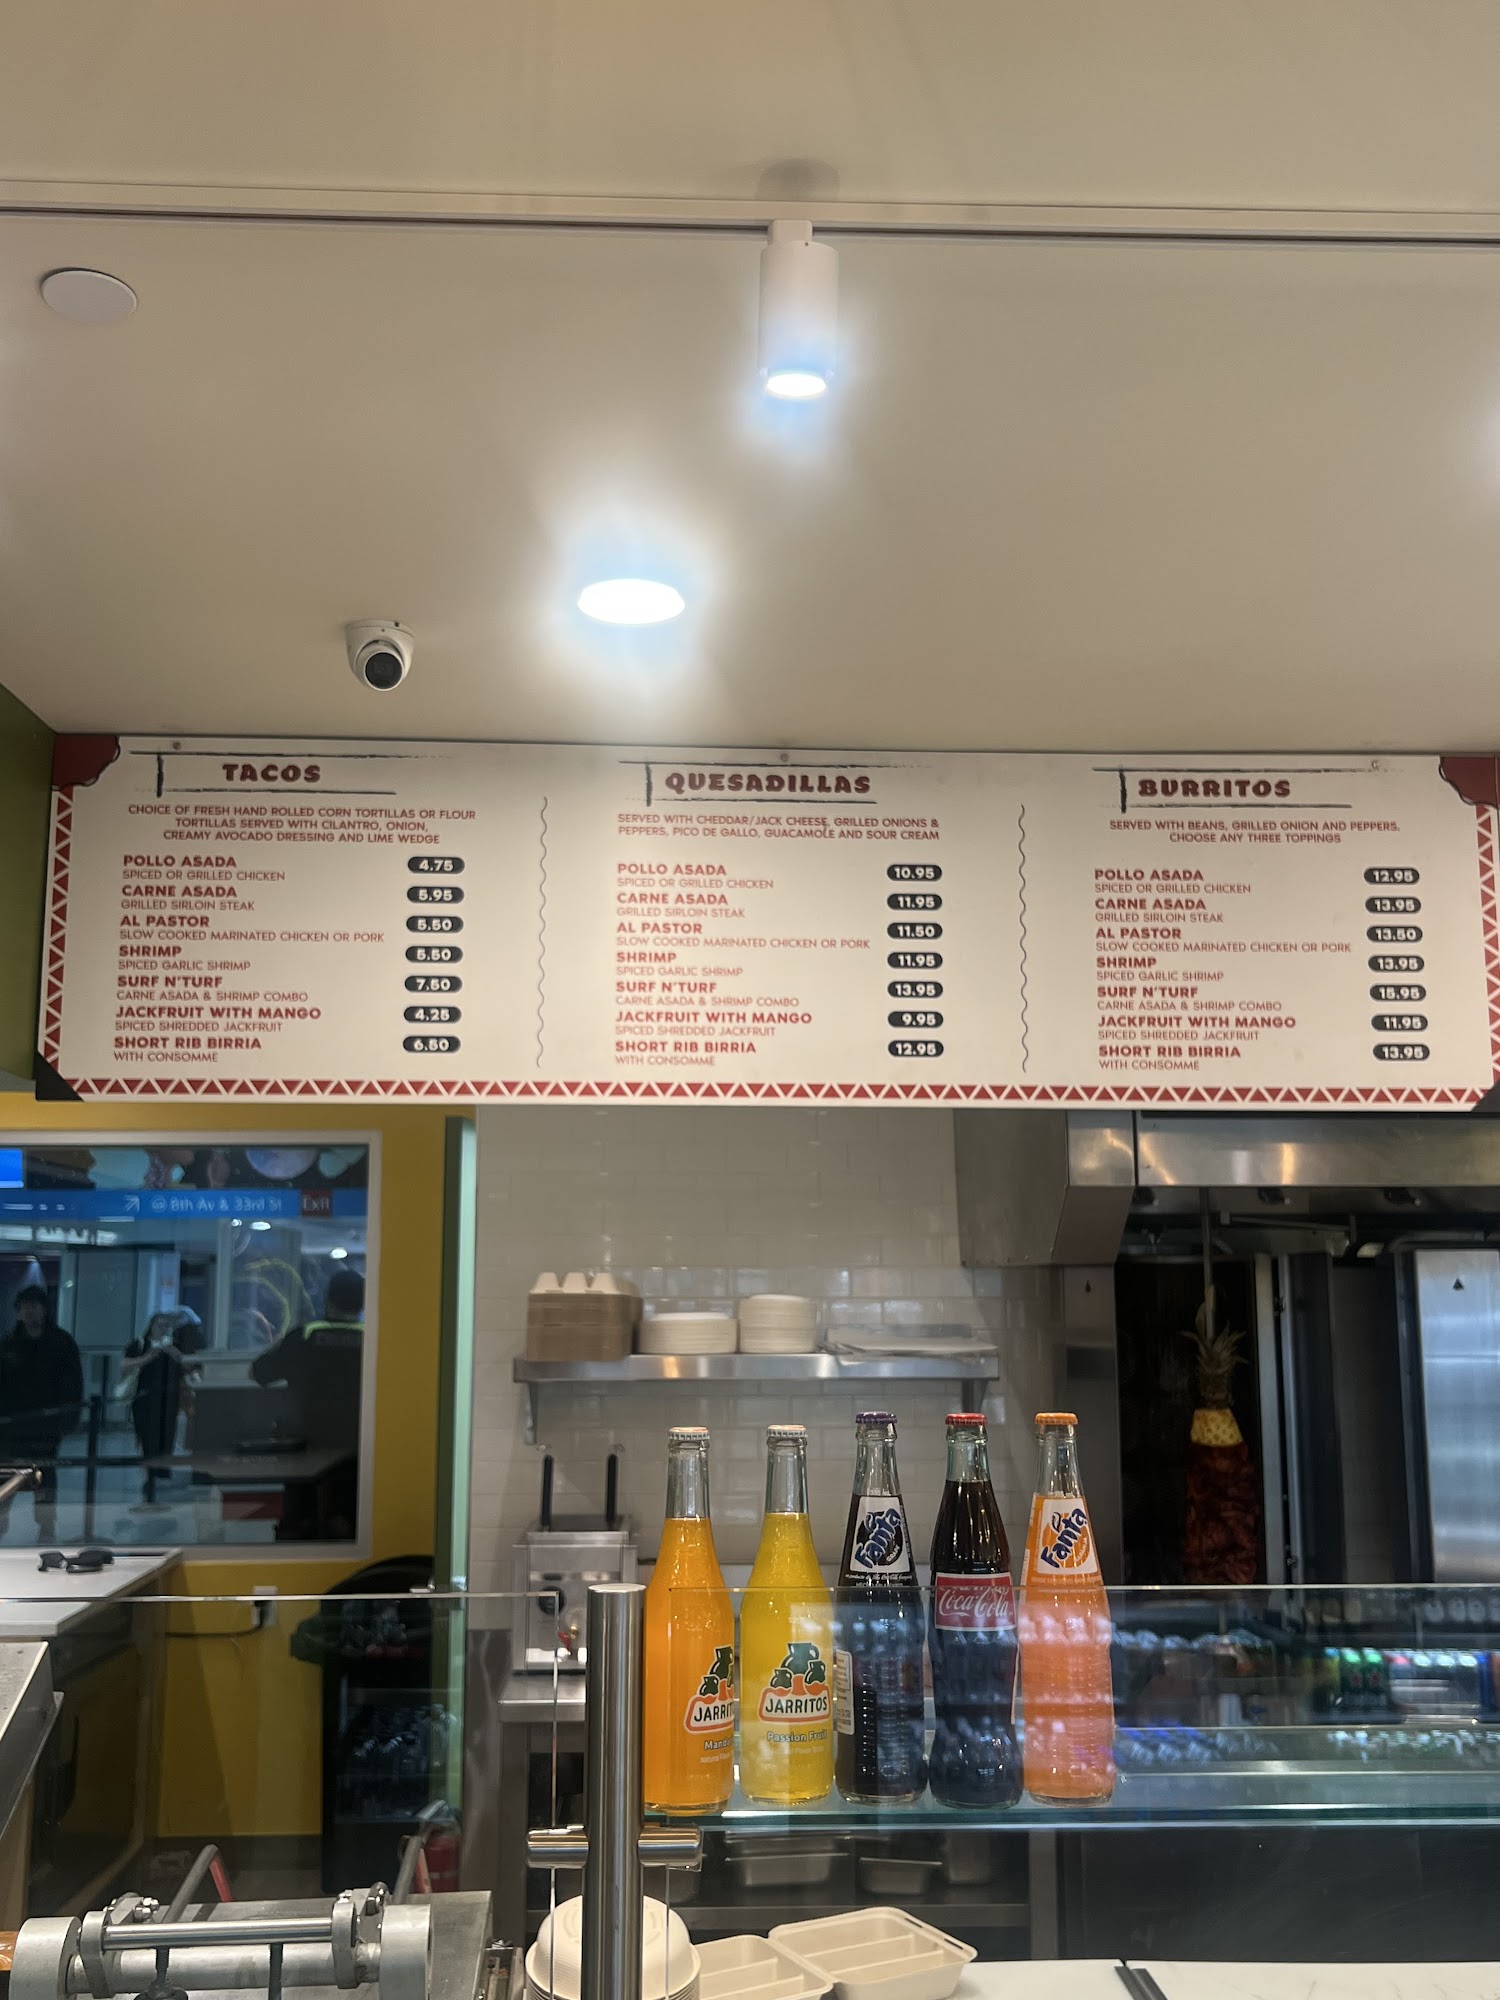 TACOS
CHOICE OF FRESH HAND ROLLED CORN TORTILLAS OR FLOUR
TORTILLAS SERVED WITH CILANTRO, ONION,
CREAMY AVOCADO DRESSING AND LIME WEDGE
POLLO ASADA 4.75
SPICED OR GRILLED CHICKEN
CARNE ASADA 5.95
GRILLED SIRLOIN STEAK
AL PASTOR 5.50
SLOW COOKED MARINATED CHICKEN OR PORK
SHRIMP 5.50
SPICED GARLIC SHRIMP
SURF N'TURF 7.50
CARNE ASADA & SHRIMP COMBO
JACKFRUIT WITH MANGO 4.25
SPICED SHREDDED JACKFRUIT
SHORT RIB BIRRIA 6.50
WITH CONSOMME
QUESADILLAS
SERVED WITH CHEDDAR/JACK CHEESE, GRILLED ONIONS &
PEPPERS, PICO DE GALLO, GUACAMOLE AND SOUR CREAM
POLLO ASADA 10.95
SPICED OR GRILLED CHICKEN
CARNE ASADA 11.95
GRILLED SIRLOIN STEAK
AL PASTOR 11.50
SLOW COOKED MARINATED CHICKEN OR PORK
SHRIMP 11.95
SPICED GARLIC SHRIMP
SURF N'TURF 13.95
CARNE ASADA & SHRIMP COMBO
JACKFRUIT WITH MANGO 9.95
SPICED SHREDDED JACKFRUIT
SHORT RIB BIRRIA 12.95
WITH CONSOMME
BURRITOS
SERVED WITH BEANS, GRILLED ONION AND PEPPERS.
CHOOSE ANY THREE TOPPINGS
POLLO ASADA 12.95
SPICED OR GRILLED CHICKEN
CARNE ASADA 13.95
GRILLED SIRLOIN STEAK
AL PASTOR 13.50
SLOW COOKED MARINATED CHICKEN OR PORK
SHRIMP 13.95
SPICED GARLIC SHRIMP
SURF N'TURF 15.95
CARNE ASADA & SHRIMP COMBO
JACKFRUIT WITH MANGO 11.95
SPICED SHREDDED JACKFRUIT
SHORT RIB BIRRIA 13.95
WITH CONSOMME
8th Av & 33rd St Exit
Fanta
Fanta
Coca-Cola
JARRIT
JARRITOS
Passion Fruit